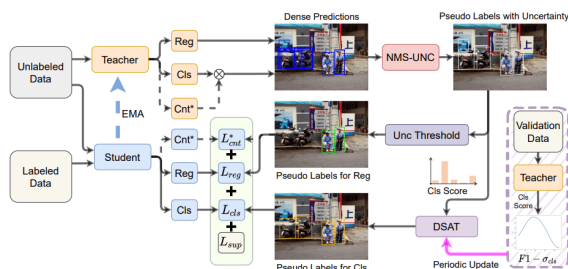 Dense Predictions
Pseudo Labels with Uncertainty
Unlabeled
Data
Teacher
Reg
Cls
Cnt*
NMS-UNC
上
上
EMA
Student
Labeled
Data
Cnt*
Reg
Cls
L*cnt
+
Lreg
+
Lcls
+
Lsup
Pseudo Labels for Reg
Unc Threshold
Cls Score
Pseudo Labels for Cls
DSAT
Periodic Update
Validation
Data
Teacher
Cls
Score
F1 − σcls